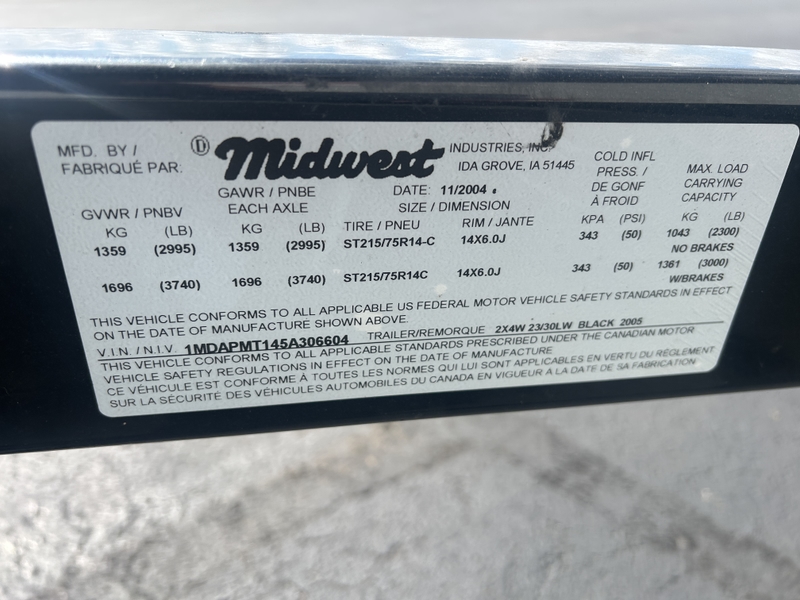 MFD. BY / Ⓓ Midwest INDUSTRIES, INC.
FABRIQUÉ PAR. IDA GROVE, IA 51445
GAWR / PNBE DATE: 11/2004
GVWR / PNBV EACH AXLE SIZE / DIMENSION
COLD INFL PRESS. / DE GONF À FROID
MAX. LOAD CARRYING CAPACITY
KG (LB) KG (LB) TIRE / PNEU RIM / JANTE KPA (PSI) KG (LB)
1359 (2995) 1359 (2995) ST215/75R14-C 14X6.0J 343 (50) 1043 (2300)
NO BRAKES
1696 (3740) 1696 (3740) ST215/75R14C 14X6.0J 343 (50) 1361 (3000)
W/BRAKES
THIS VEHICLE CONFORMS TO ALL APPLICABLE US FEDERAL MOTOR VEHICLE SAFETY STANDARDS IN EFFECT
ON THE DATE OF MANUFACTURE SHOWN ABOVE.
V.I.N. / N.I.V. 1MDAPMT145A306604 TRAILER/REMORQUE 2X4W 23/30LW BLACK 2005
THIS VEHICLE CONFORMS TO ALL APPLICABLE STANDARDS PRESCRIBED UNDER THE CANADIAN MOTOR
VEHICLE SAFETY REGULATIONS IN EFFECT ON THE DATE OF MANUFACTURE
CE VÉHICULE EST CONFORME À TOUTES LES NORMES QUI LUI SONT APPLICABLES EN VERTU DU RÉGLEMENT
SUR LA SÉCURITÉ DES VÉHICULES AUTOMOBILES DU CANADA EN VIGUEUR A LA DATE DE SA FABRICATION